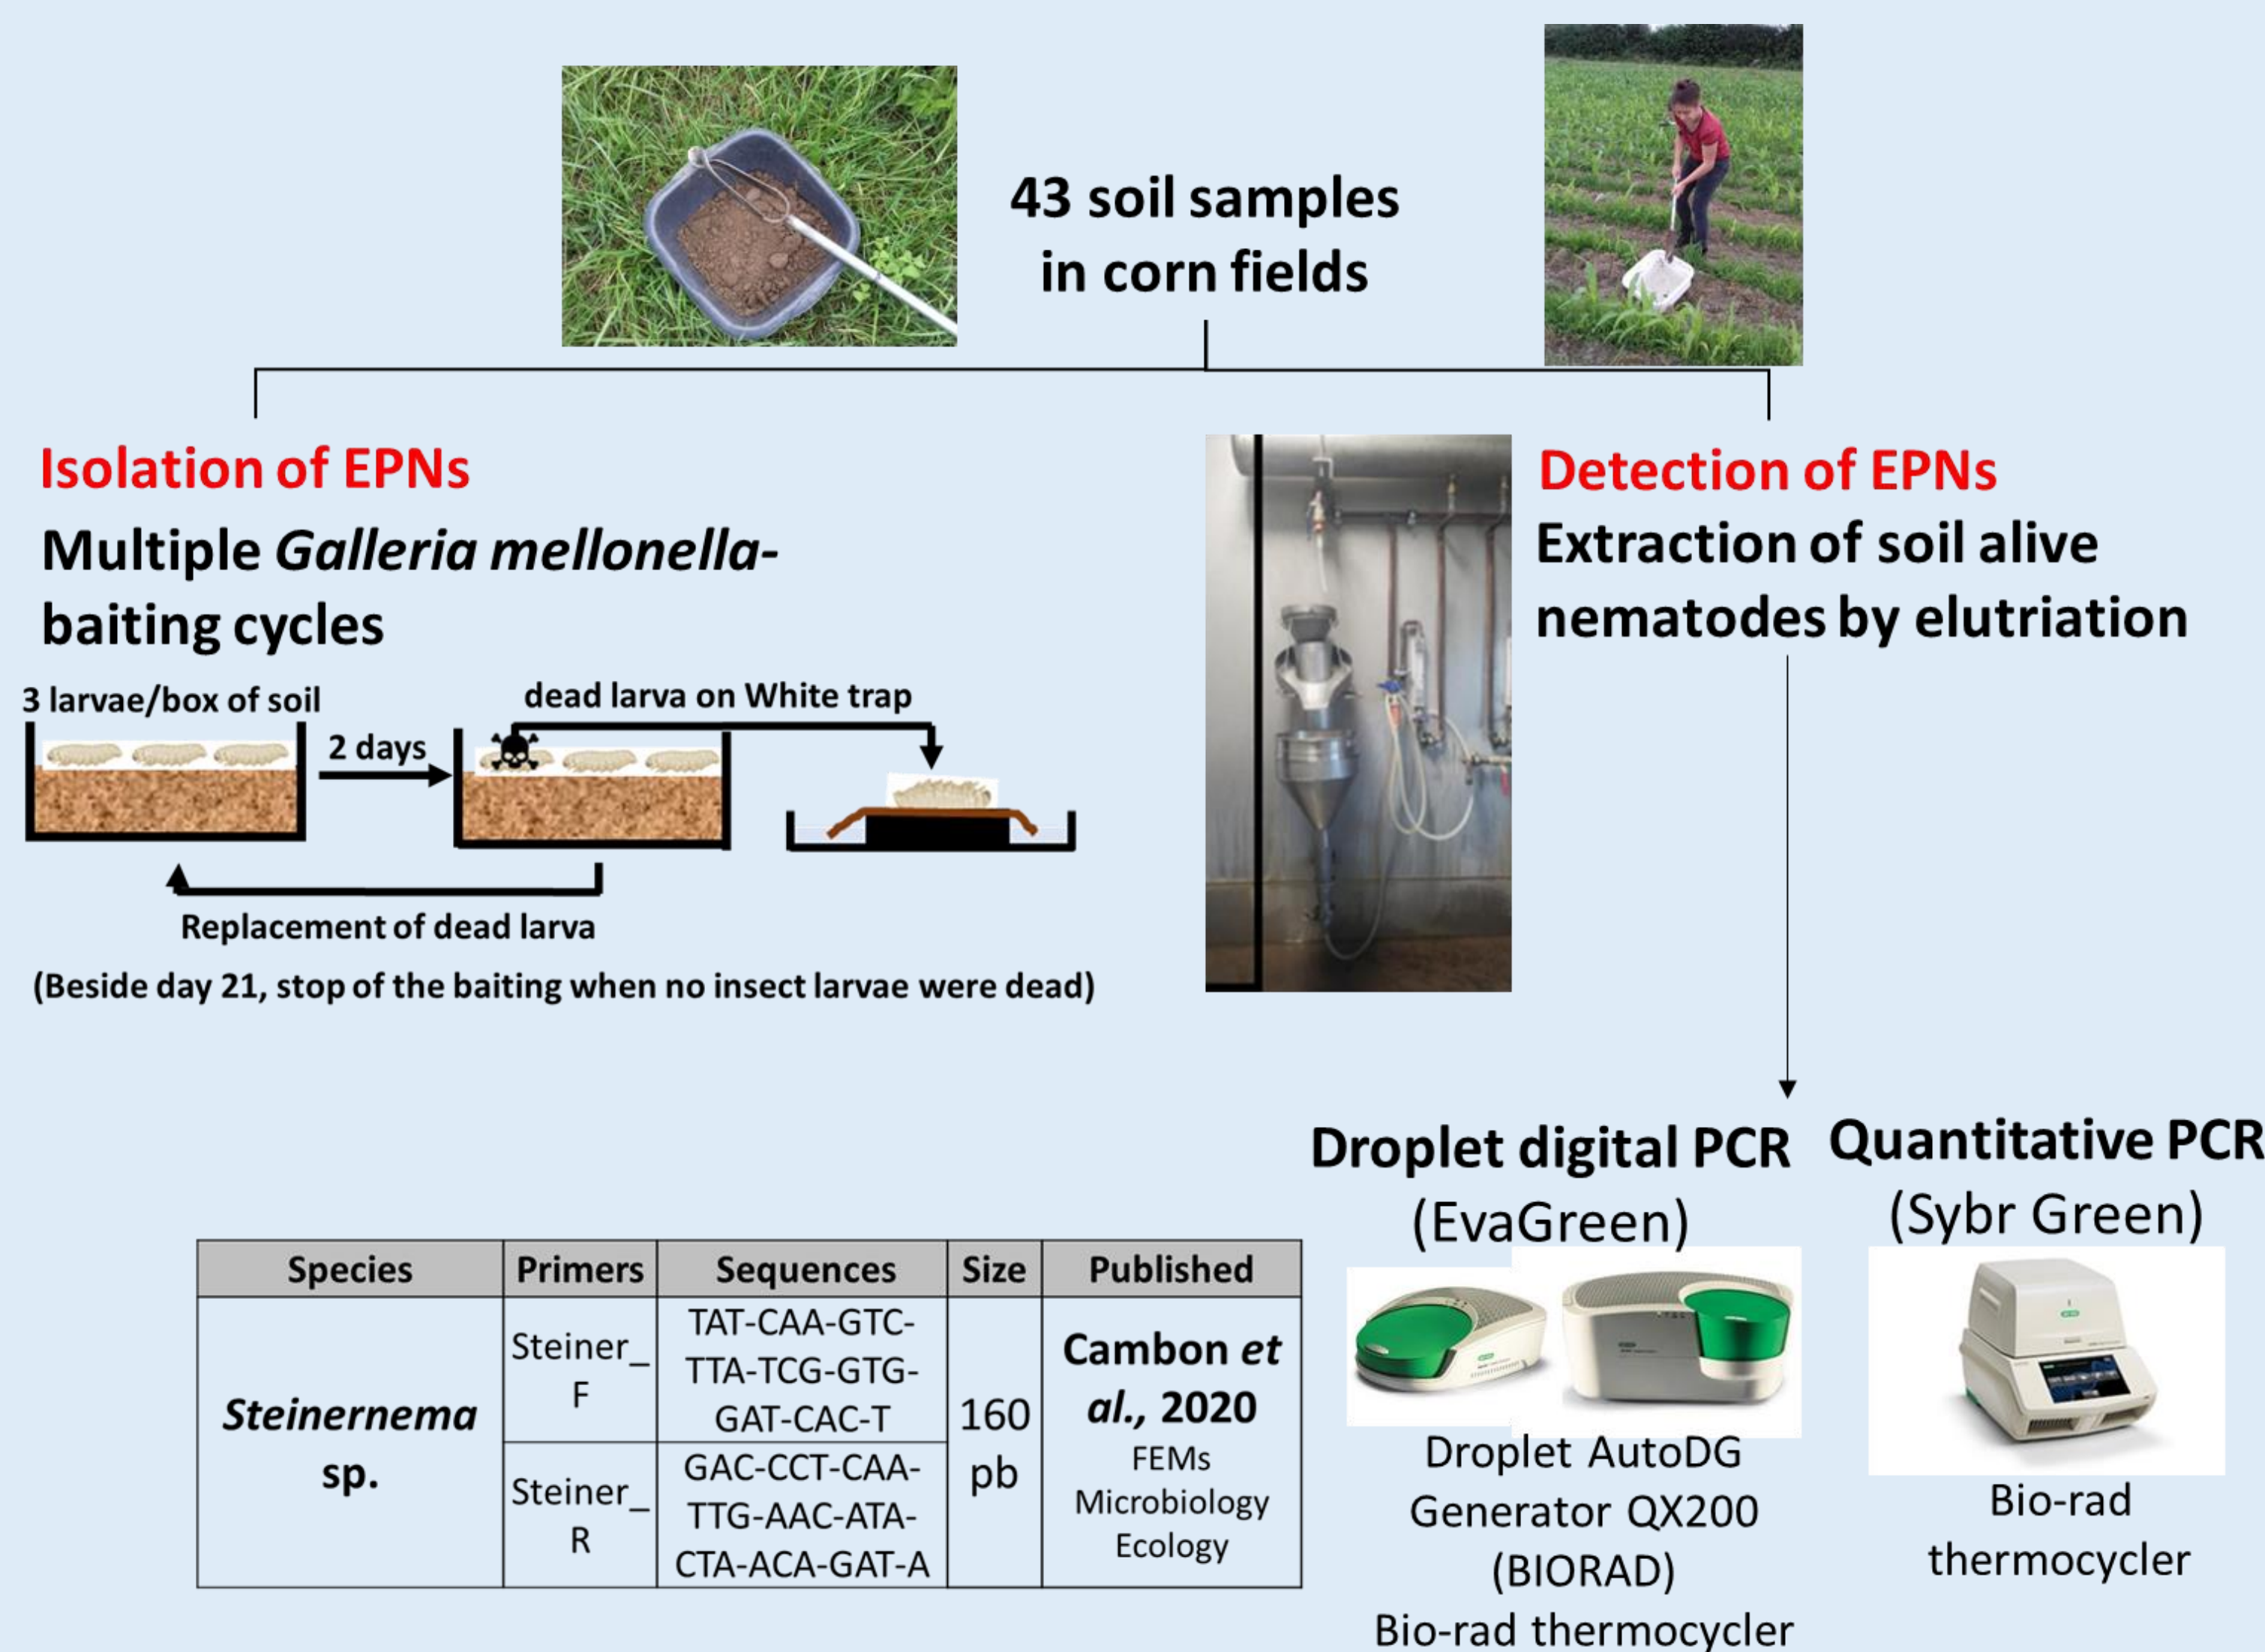 43 soil samples
in corn fields
Isolation of EPNs
Multiple Galleria mellonella-
baiting cycles
3 larvae/box of soil
2 days
dead larva on White trap
Replacement of dead larva
(Beside day 21, stop of the baiting when no insect larvae were dead)
Detection of EPNs
Extraction of soil alive
nematodes by elutriation
Droplet digital PCR
(EvaGreen)
Droplet AutoDG
Generator QX200
(BIORAD)
Bio-rad thermocycler
Quantitative PCR
(Sybr Green)
Bio-rad
thermocycler
Species Primers Sequences Size Published
Steinernema
sp.
Steiner_
F
TAT-CAA-GTC-
TTA-TCG-GTG-
GAT-CAC-T
Steiner_
R
GAC-CCT-CAA-
TTG-AAC-ATA-
CTA-ACA-GAT-A
160
pb
Cambon et
al., 2020
FEMs
Microbiology
Ecology